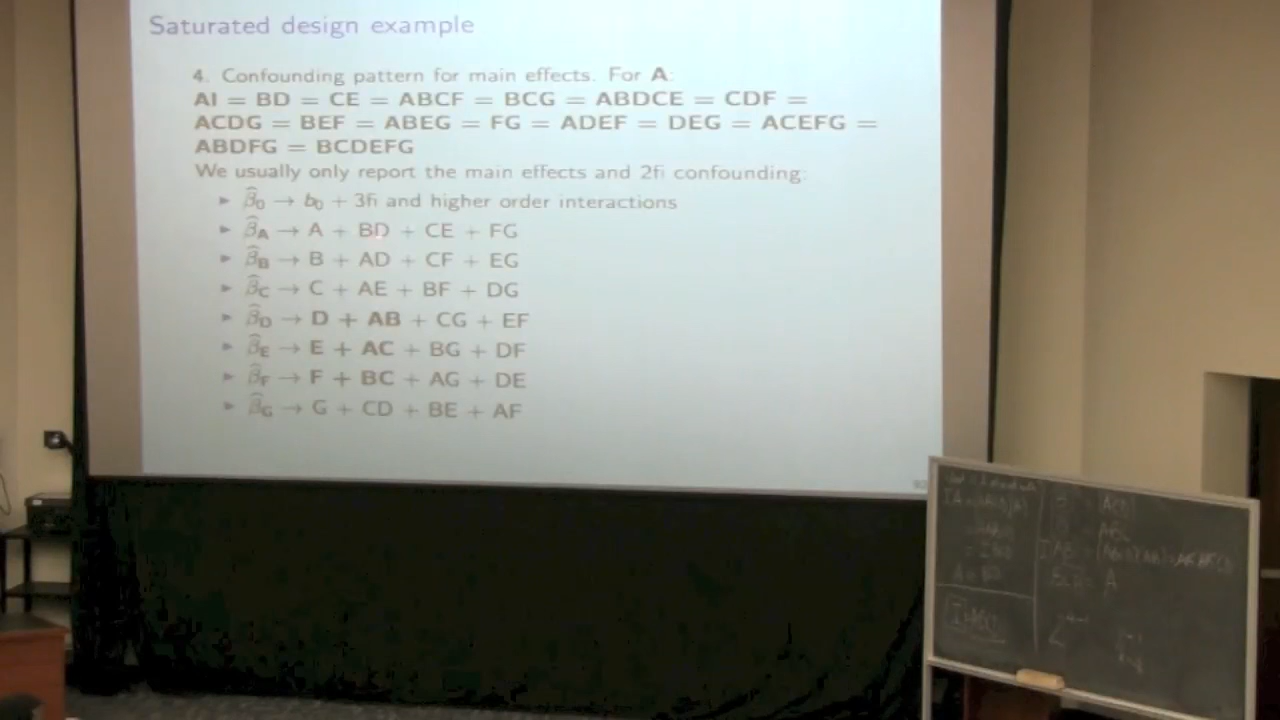 Saturated design example
4. Confounding pattern for main effects. For A:
AI = BD = CE = ABCF = BCG = ABDCE = CDF =
ACDG = BEF = ABEG = FG = ADEF = DEG = ACEFG =
ABDFG = BCDEFG
We usually only report the main effects and 2fi confounding:
► β̂0 → b0 + 3fi and higher order interactions
► β̂A → A + BD + CE + FG
► β̂B → B + AD + CF + EG
► β̂C → C + AE + BF + DG
► β̂D → D + AB + CG + EF
► β̂E → E + AC + BG + DF
► β̂F → F + BC + AG + DE
► β̂G → G + CD + BE + AF